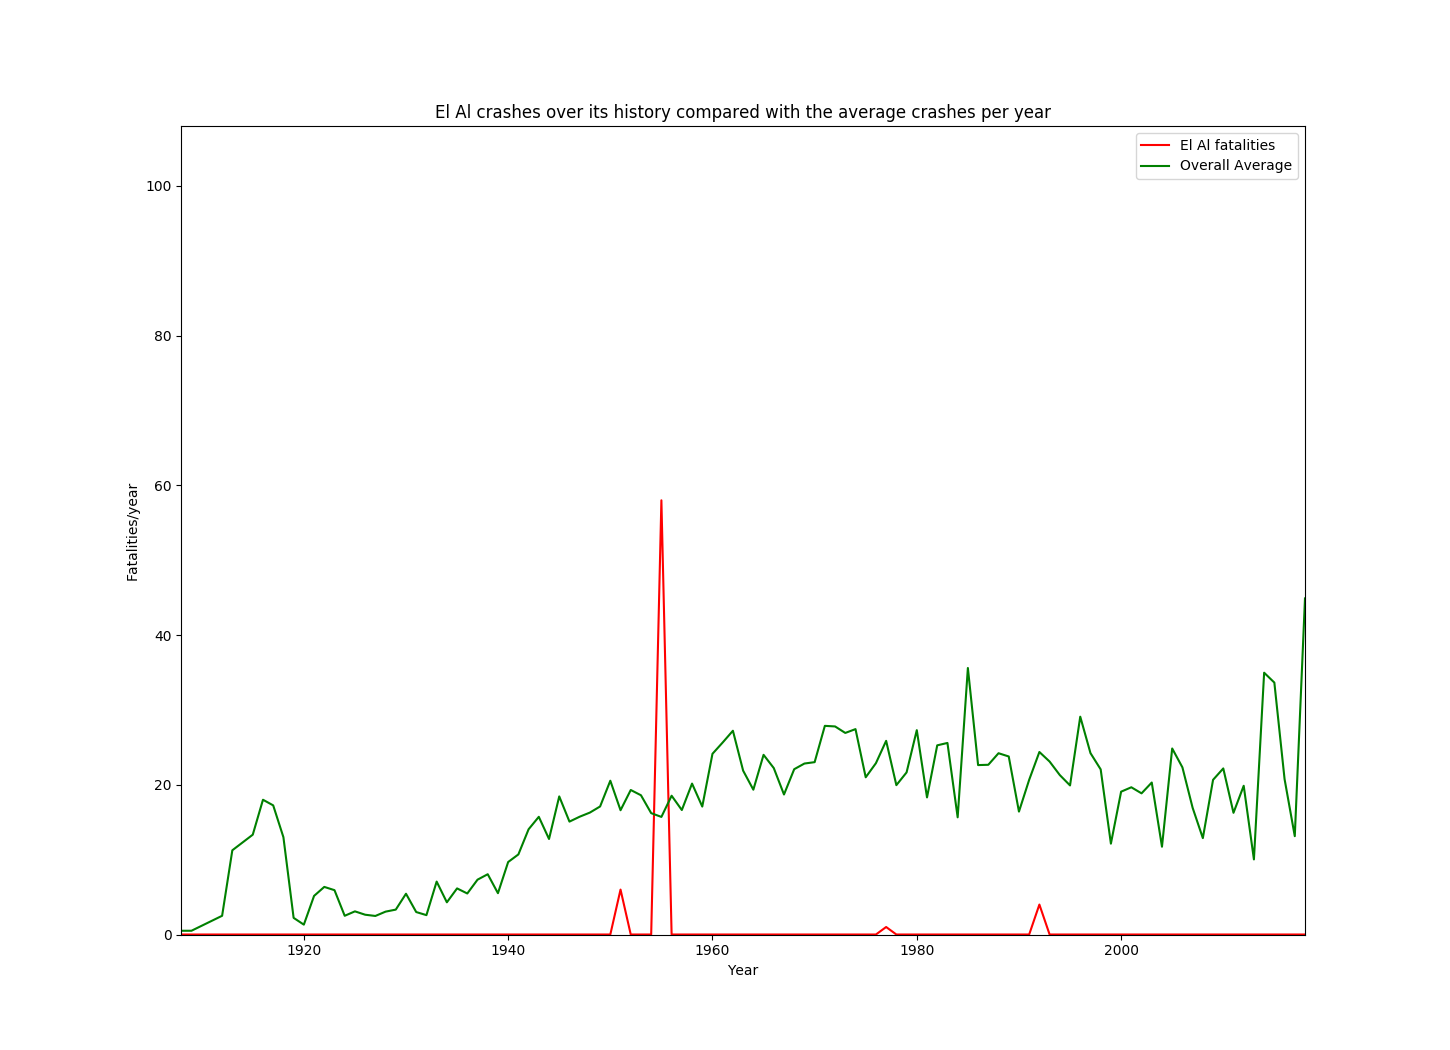 El Al crashes over its history compared with the average crashes per year
El Al fatalities
Overall Average
100
80
60
40
20
0
Fatalities/year
1920 1940 1960 1980 2000
Year